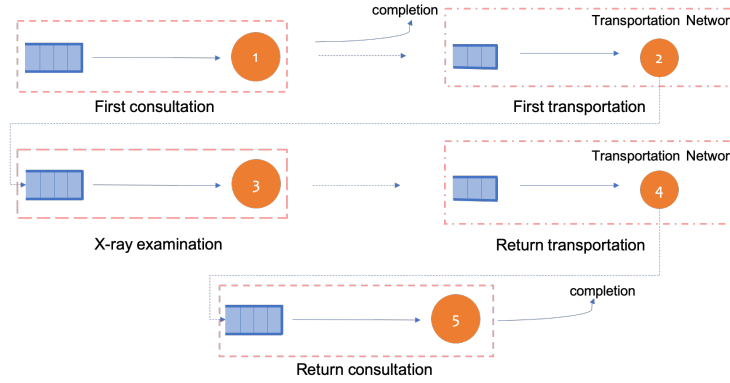 completion
Transportation Networ
1
2
First consultation
First transportation
Transportation Networ
3
4
X-ray examination
Return transportation
completion
5
Return consultation